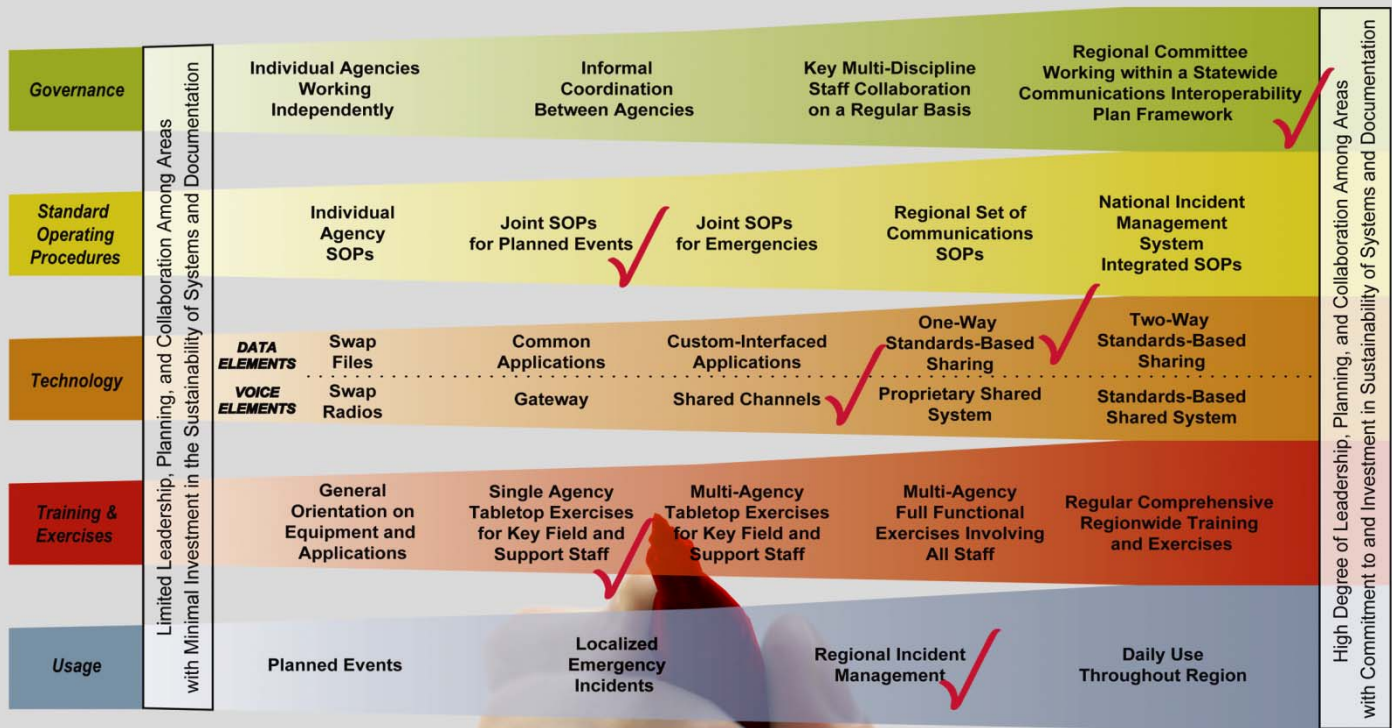 Governance
Individual Agencies
Working
Independently
Informal
Coordination
Between Agencies
Key Multi-Discipline
Staff Collaboration
on a Regular Basis
Regional Committee
Working within a Statewide
Communications Interoperability
Plan Framework
Limited Leadership, Planning, and Collaboration Among Areas
with Minimal Investment in the Sustainability of Systems and Documentation
Standard
Operating
Procedures
Individual
Agency
SOPs
Joint SOPs
for Planned Events
Joint SOPs
for Emergencies
Regional Set of
Communications
SOPs
National Incident
Management
System
Integrated SOPs
Technology
DATA
ELEMENTS
Swap
Files
Common
Applications
Custom-Interfaced
Applications
One-Way
Standards-Based
Sharing
Two-Way
Standards-Based
Sharing
VOICE
ELEMENTS
Swap
Radios
Gateway
Shared Channels
Proprietary Shared
System
Standards-Based
Shared System
Training &
Exercises
General
Orientation on
Equipment and
Applications
Single Agency
Tabletop Exercises
for Key Field and
Support Staff
Multi-Agency
Tabletop Exercises
for Key Field and
Support Staff
Multi-Agency
Full Functional
Exercises Involving
All Staff
Regular Comprehensive
Regionwide Training
and Exercises
Usage
Planned Events
Localized
Emergency
Incidents
Regional Incident
Management
Daily Use
Throughout Region
High Degree of Leadership, Planning, and Collaboration Among Areas
with Commitment to and Investment in Sustainability of Systems and Documentation